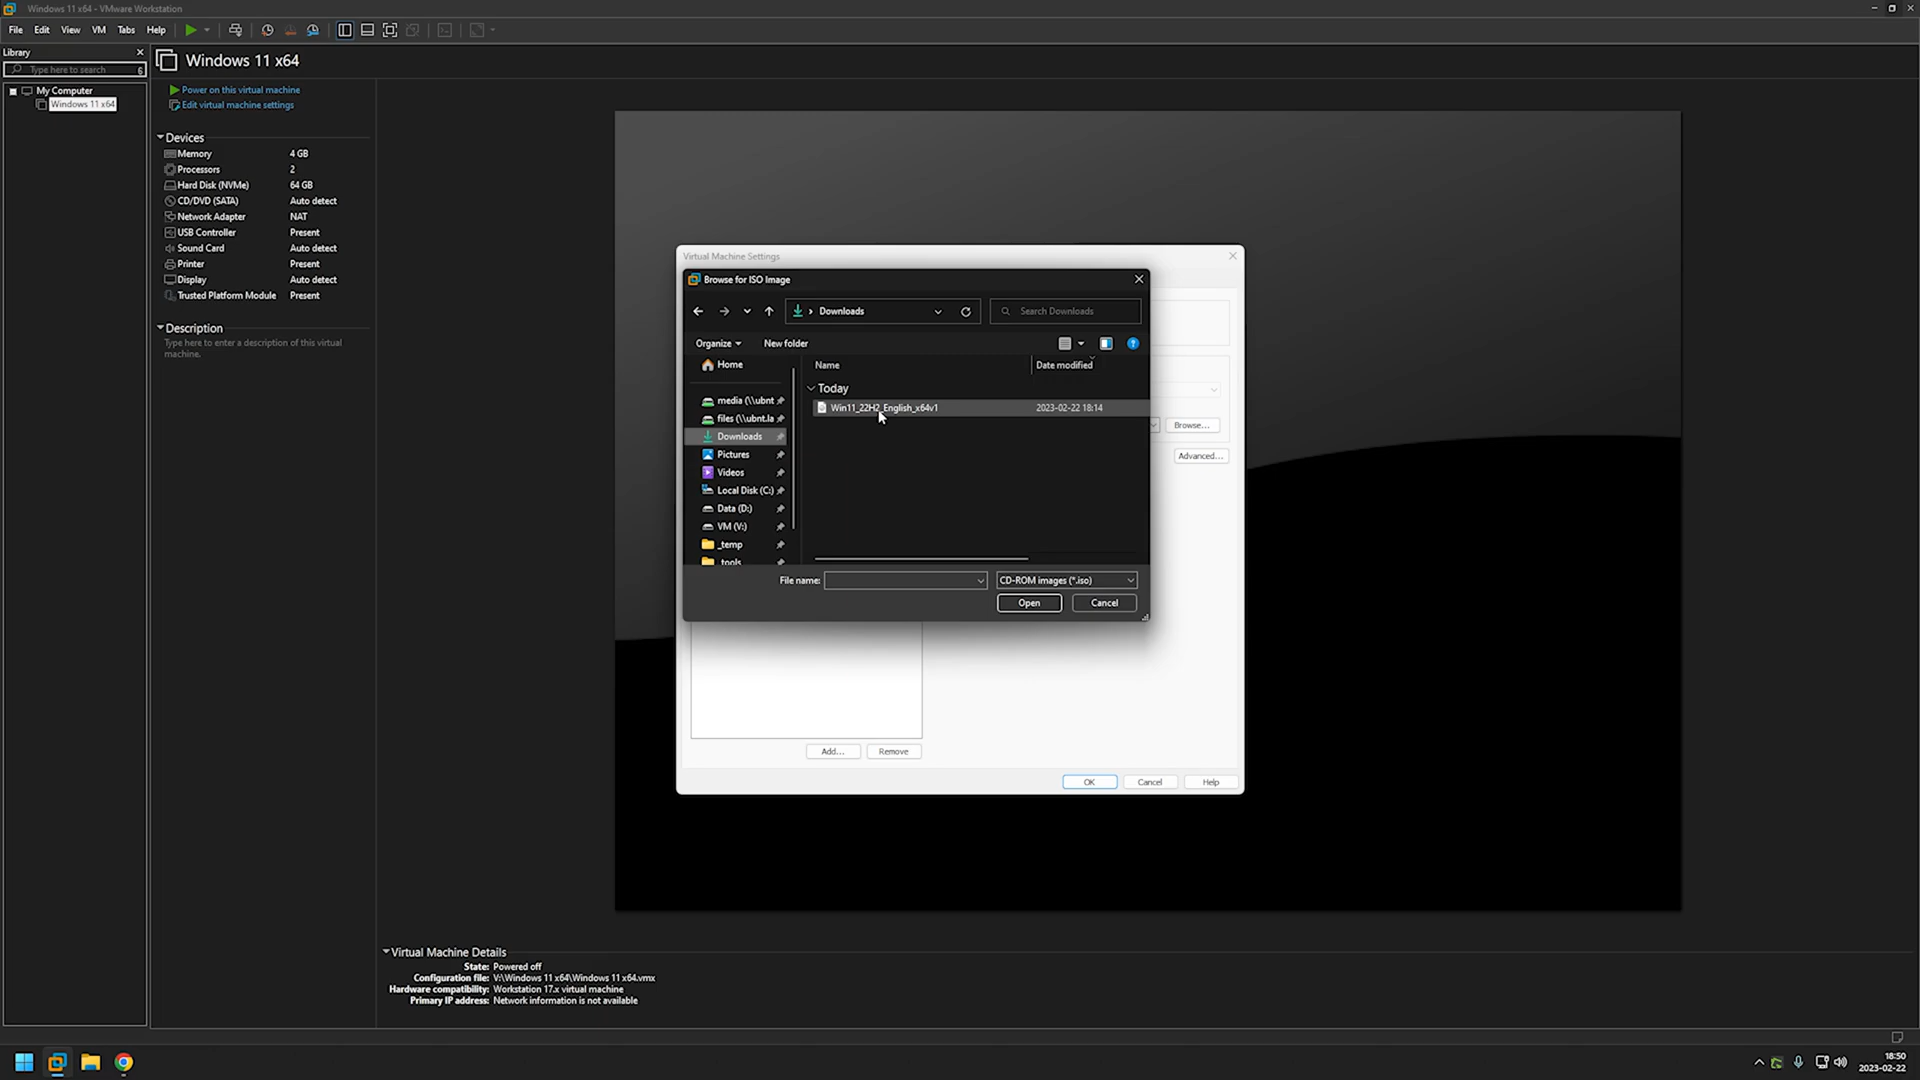 Windows 11 x64 - VMware Workstation
File Edit View VM Tabs Help
Library
Type here to search
My Computer
Windows 11 x64
Windows 11 x64
Power on this virtual machine
Edit virtual machine settings
Devices
Memory 4 GB
Processors 2
Hard Disk (NVMe) 64 GB
CD/DVD (SATA) Auto detect
Network Adapter NAT
USB Controller Present
Sound Card Auto detect
Printer Present
Display Auto detect
Trusted Platform Module Present
Description
Type here to enter a description of this virtual
machine.
Virtual Machine Settings
Browse for ISO Image
Downloads
Search Downloads
Organize New folder
Name Date modified
Home
Today
Win11_22H2_English_x64v1 2023-02-22 18:14
media (\\ubnt
files (\\ubnt.la
Downloads
Pictures
Videos
Local Disk (C:)
Data (D:)
VM (V:)
_temp
_tools
File name: CD-ROM images (*.iso)
Open Cancel
Browse...
Advanced...
Add... Remove
OK Cancel Help
Virtual Machine Details
State: Powered off
Configuration file: V:\Windows 11 x64\Windows 11 x64.vmx
Hardware compatibility: Workstation 17.x virtual machine
Primary IP address: Network information is not available
18:50
2023-02-22